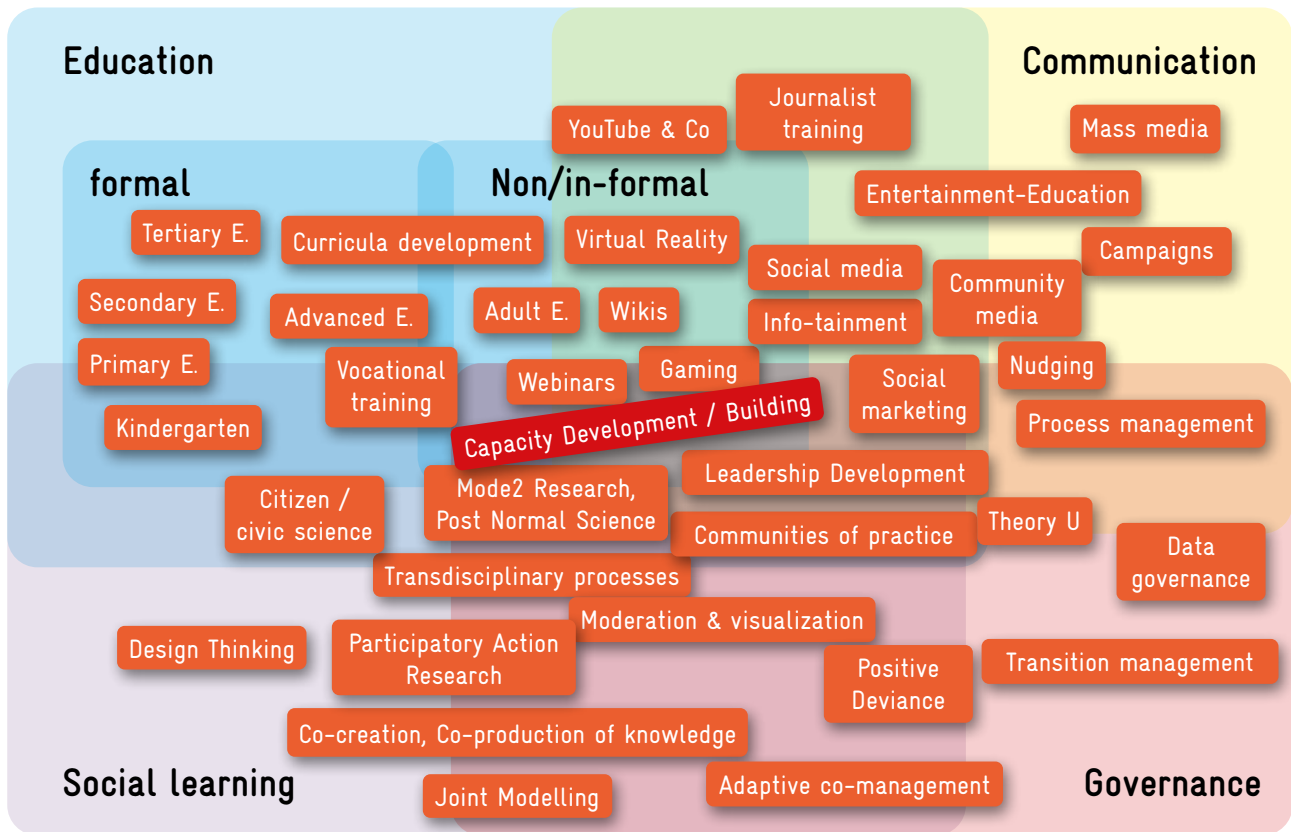 Education
Communication
YouTube & Co
Journalist
training
Mass media
formal
Non/in-formal
Entertainment-Education
Tertiary E.
Curricula development
Virtual Reality
Social media
Community
media
Campaigns
Secondary E.
Advanced E.
Adult E.
Wikis
Info-tainment
Primary E.
Vocational
training
Webinars
Gaming
Social
marketing
Nudging
Kindergarten
Capacity Development / Building
Process management
Citizen /
civic science
Mode2 Research,
Post Normal Science
Leadership Development
Communities of practice
Theory U
Data
governance
Transdisciplinary processes
Moderation & visualization
Design Thinking
Participatory Action
Research
Positive
Deviance
Transition management
Co-creation, Co-production of knowledge
Social learning
Joint Modelling
Adaptive co-management
Governance